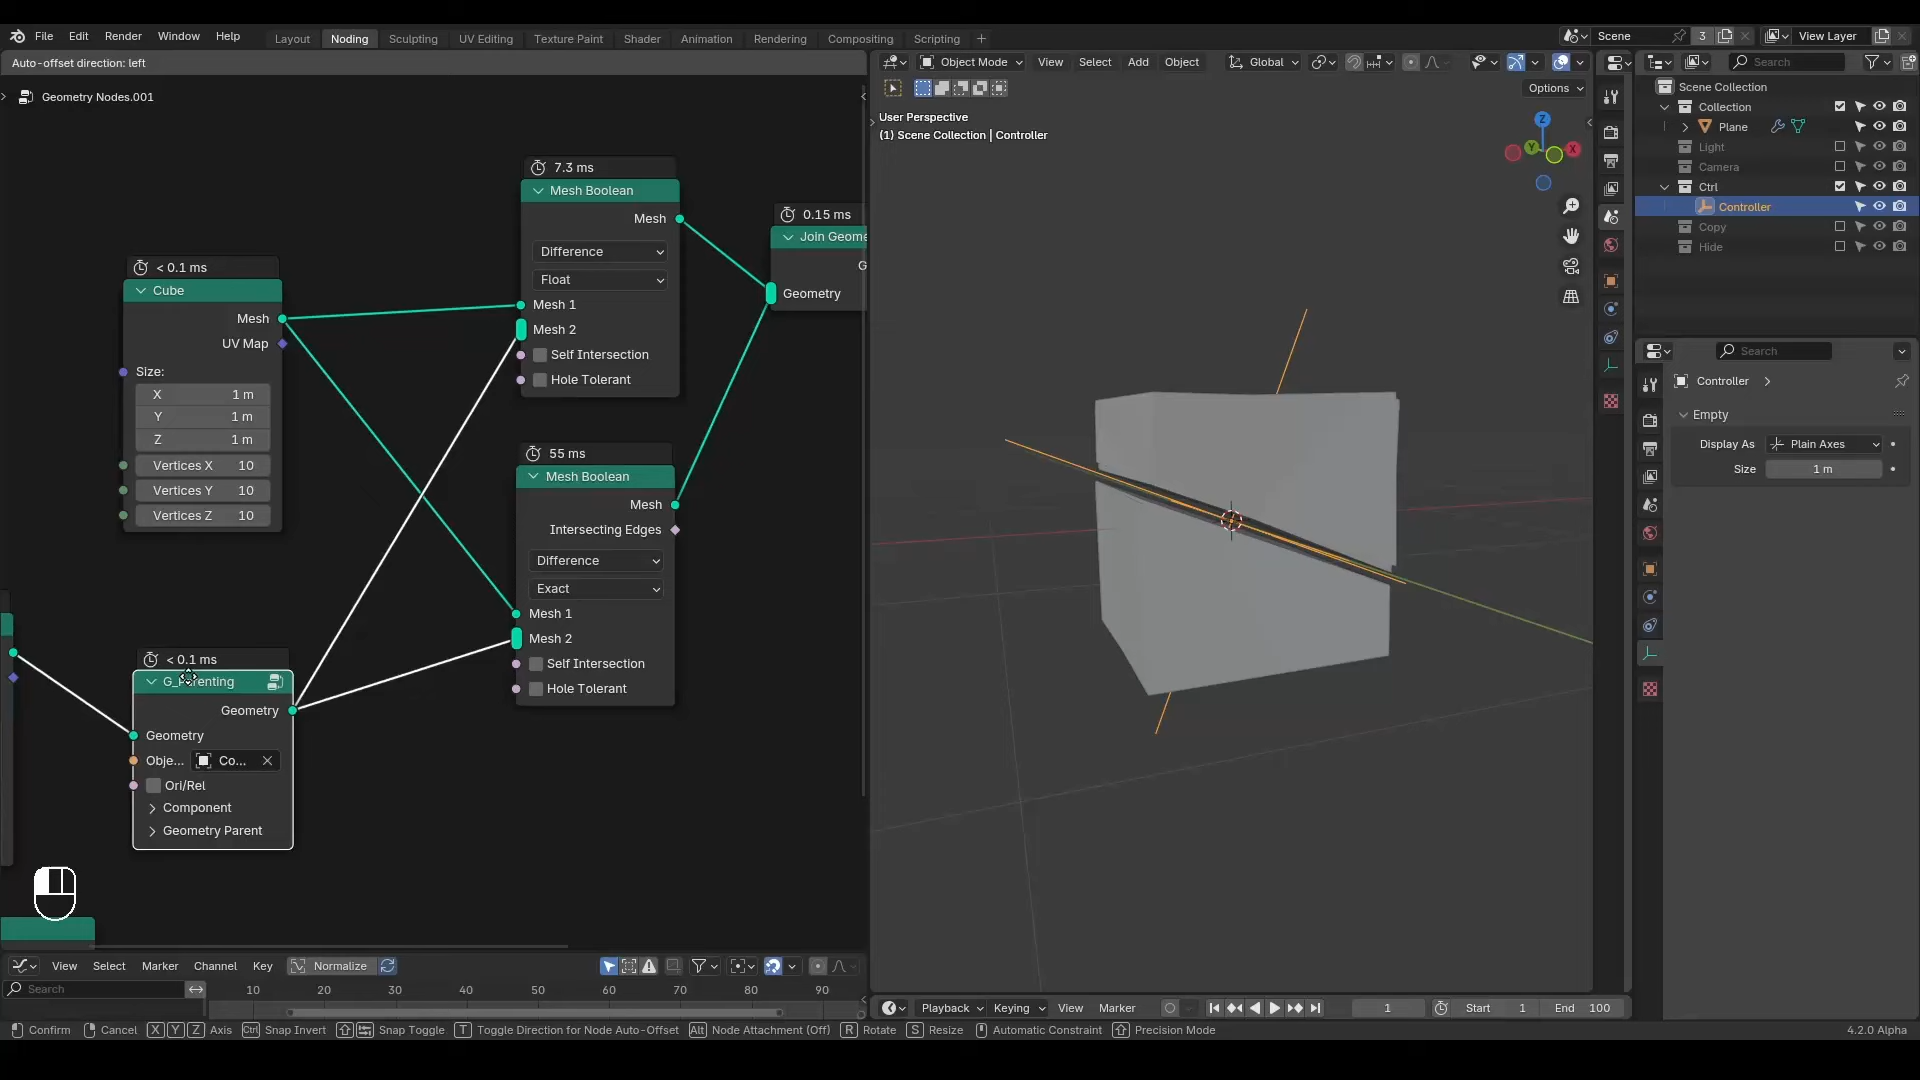 File Edit Render Window Help Layout Noding Sculpting UV Editing Texture Paint Shader Animation Rendering Compositing Scripting + Scene 3 View Layer
Auto-offset direction: left
Geometry Nodes.001
7.3 ms
Mesh Boolean
Mesh
Difference
Float
Mesh 1
Mesh 2
Self Intersection
Hole Tolerant
0.15 ms
Join Geome
G
Geometry
< 0.1 ms
Cube
Mesh
UV Map
Size:
X 1 m
Y 1 m
Z 1 m
Vertices X 10
Vertices Y 10
Vertices Z 10
55 ms
Mesh Boolean
Mesh
Intersecting Edges
Difference
Exact
Mesh 1
Mesh 2
Self Intersection
Hole Tolerant
< 0.1 ms
G_Parenting
Geometry
Geometry
Obje... Co...
Ori/Rel
Component
Geometry Parent
Object Mode View Select Add Object Global
Options
User Perspective
(1) Scene Collection | Controller
Z
Y
X
Search
Scene Collection
Collection
Plane
Light
Camera
Ctrl
Controller
Copy
Hide
Search
Controller
Empty
Display As Plain Axes
Size 1 m
View Select Marker Channel Key Normalize
Search 10 20 30 40 50 60 70 80 90
Playback Keying View Marker 1 Start 1 End 100
Confirm Cancel X Y Z Axis Ctrl Snap Invert Snap Toggle T Toggle Direction for Node Auto-Offset Alt Node Attachment (Off) R Rotate S Resize Automatic Constraint Precision Mode 4.2.0 Alpha